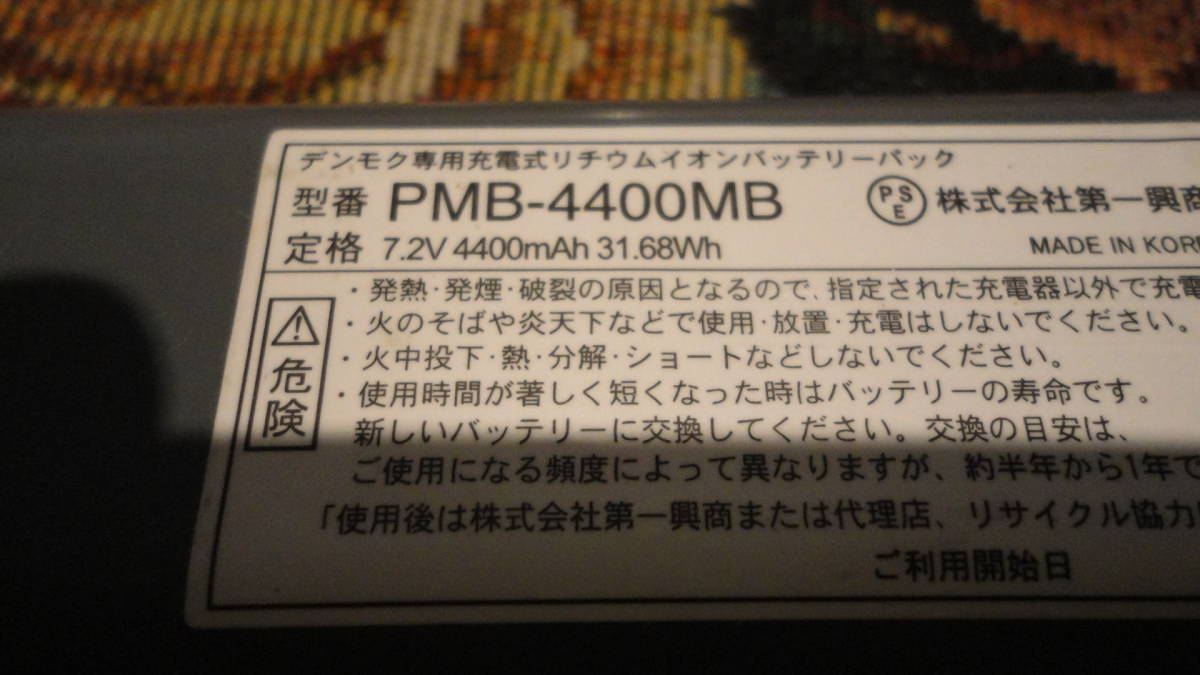 デンモク専用充電式リチウムイオンバッテリーパック
型番 PMB-4400MB
PSE 株式会社第一興商
定格 7.2V 4400mAh 31.68Wh
MADE IN KORE
・発熱・発煙・破裂の原因となるので、指定された充電器以外で充電
・火のそばや炎天下などで使用・放置・充電はしないでください。
・火中投下・熱・分解・ショートなどしないでください。
危険
・使用時間が著しく短くなった時はバッテリーの寿命です。
新しいバッテリーに交換してください。交換の目安は、
ご使用になる頻度によって異なりますが、約半年から1年で
「使用後は株式会社第一興商または代理店、リサイクル協力
ご利用開始日